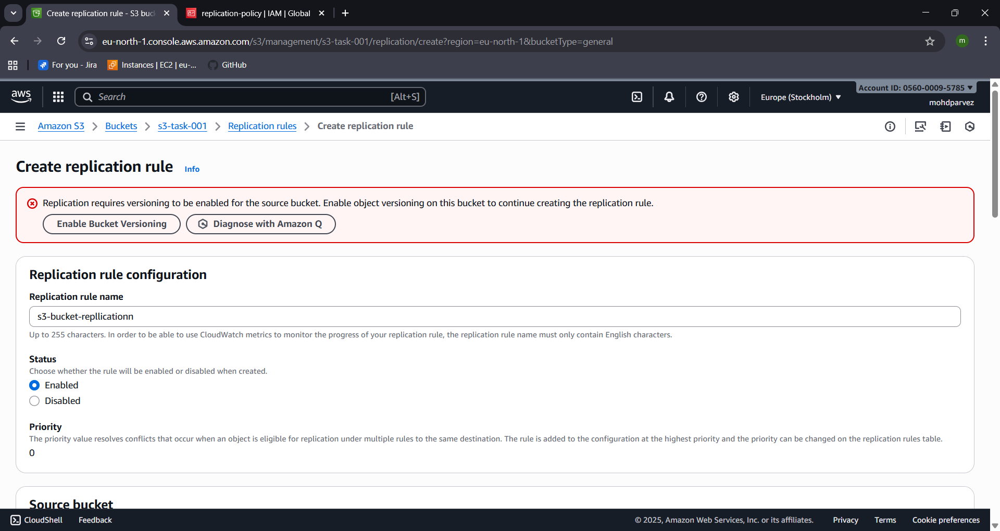 Create replication rule - S3 buc
replication-policy | IAM | Global
eu-north-1.console.aws.amazon.com/s3/management/s3-task-001/replication/create?region=eu-north-1&bucketType=general
m
For you - Jira
Instances | EC2 | eu-...
GitHub
aws
Search
[Alt+S]
Europe (Stockholm)
Account ID: 0560-0009-5785
mohdparvez
Amazon S3 > Buckets > s3-task-001 > Replication rules > Create replication rule
Create replication rule Info
Replication requires versioning to be enabled for the source bucket. Enable object versioning on this bucket to continue creating the replication rule.
Enable Bucket Versioning
Diagnose with Amazon Q
Replication rule configuration
Replication rule name
s3-bucket-repllicationn
Up to 255 characters. In order to be able to use CloudWatch metrics to monitor the progress of your replication rule, the replication rule name must only contain English characters.
Status
Choose whether the rule will be enabled or disabled when created.
Enabled
Disabled
Priority
The priority value resolves conflicts that occur when an object is eligible for replication under multiple rules to the same destination. The rule is added to the configuration at the highest priority and the priority can be changed on the replication rules table.
0
Source bucket
CloudShell
Feedback
© 2025, Amazon Web Services, Inc. or its affiliates.
Privacy
Terms
Cookie preferences